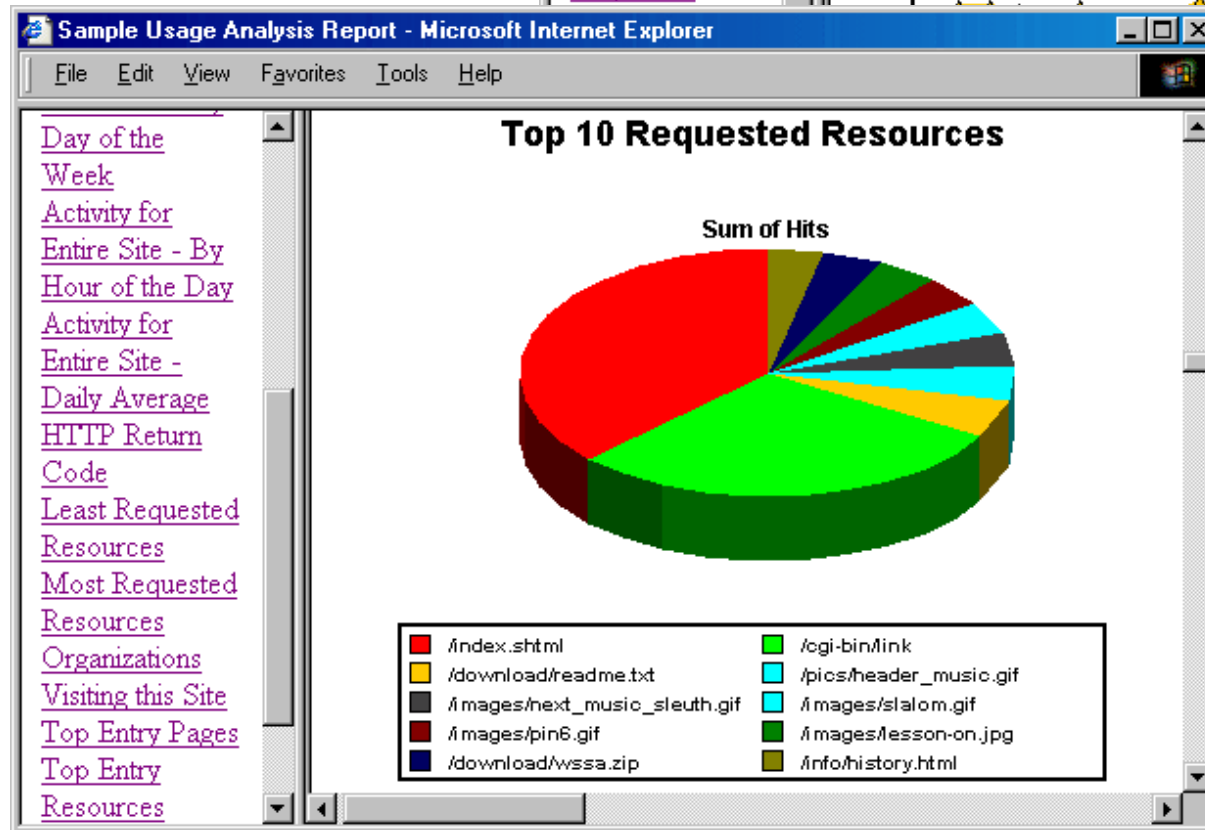 Sample Usage Analysis Report - Microsoft Internet Explorer
File Edit View Favorites Tools Help
Day of the
Week
Activity for
Entire Site - By
Hour of the Day
Activity for
Entire Site -
Daily Average
HTTP Return
Code
Least Requested
Resources
Most Requested
Resources
Organizations
Visiting this Site
Top Entry Pages
Top Entry
Resources
Top 10 Requested Resources
Sum of Hits
/index.shtml /cgi-bin/link
/download/readme.txt /pics/header_music.gif
/images/next_music_sleuth.gif /images/slalom.gif
/images/pin6.gif /images/lesson-on.jpg
/download/wssa.zip /info/history.html